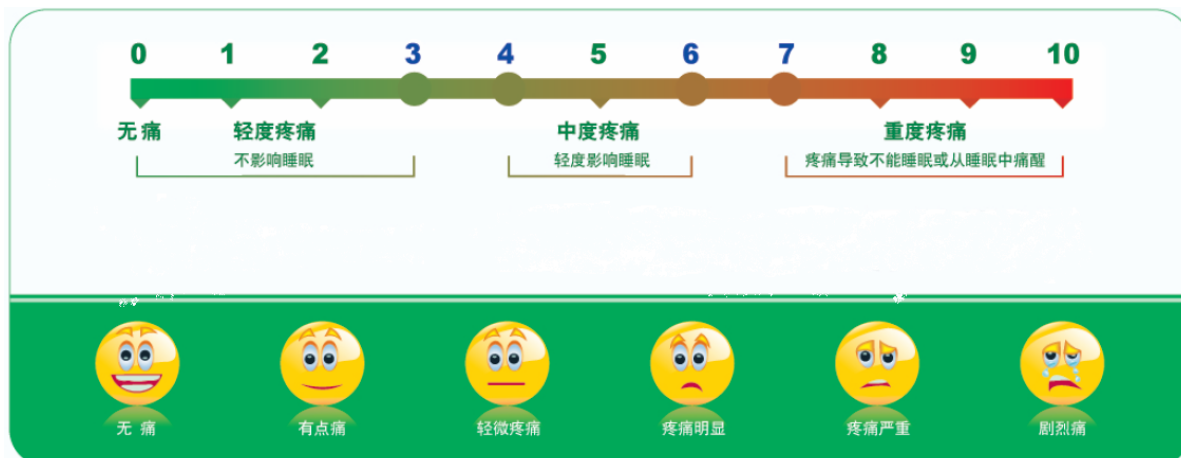 0 1 2 3 4 5 6 7 8 9 10
无痛 轻度疼痛 中度疼痛 重度疼痛
不影响睡眠 轻度影响睡眠 疼痛导致不能睡眠或从睡眠中痛醒
无痛 有点痛 轻微疼痛 疼痛明显 疼痛严重 剧烈痛